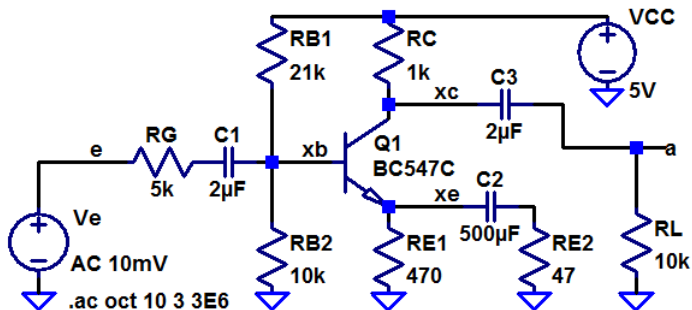 VCC
RB1
RC
21k
1k
C3
5V
xc
2µF
e
RG
C1
xb
Q1
BC547C
a
5k
2µF
xe
C2
Ve
RB2
RE1
500µF
RE2
RL
AC 10mV
10k
470
47
10k
.ac oct 10 3 3E6